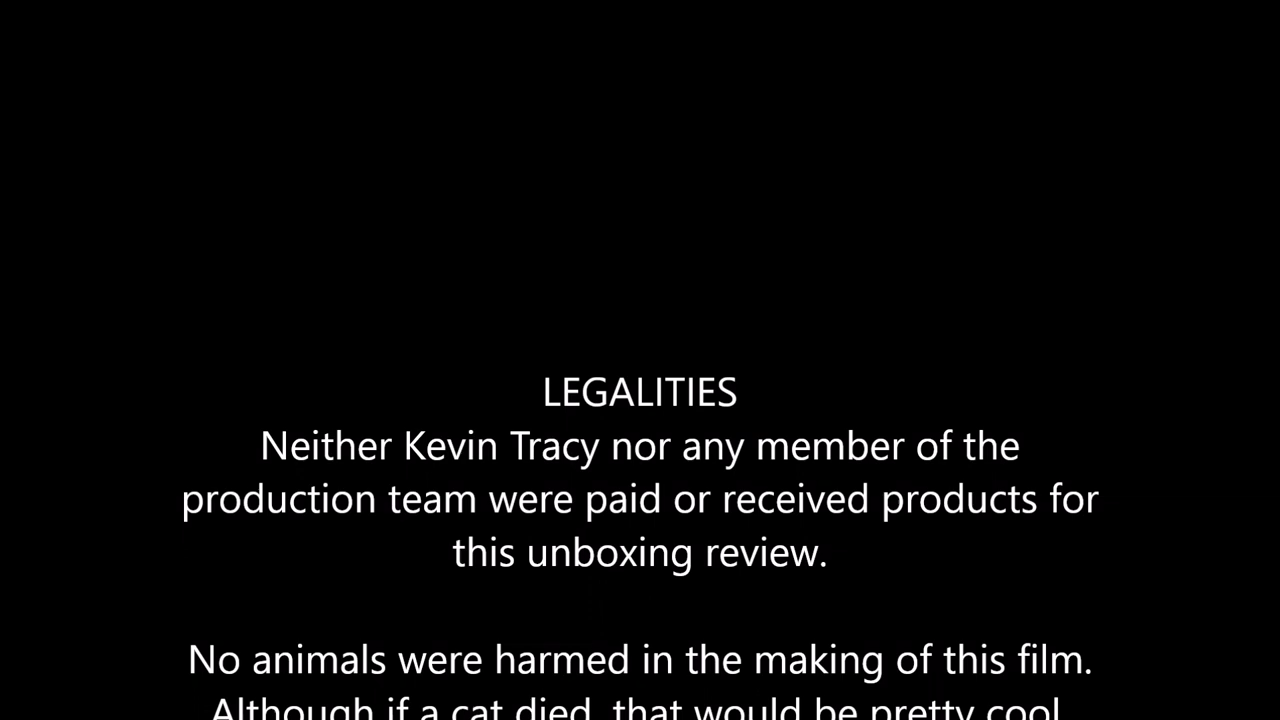 LEGALITIES
Neither Kevin Tracy nor any member of the
production team were paid or received products for
this unboxing review.
No animals were harmed in the making of this film.
Although if a cat died, that would be pretty cool.